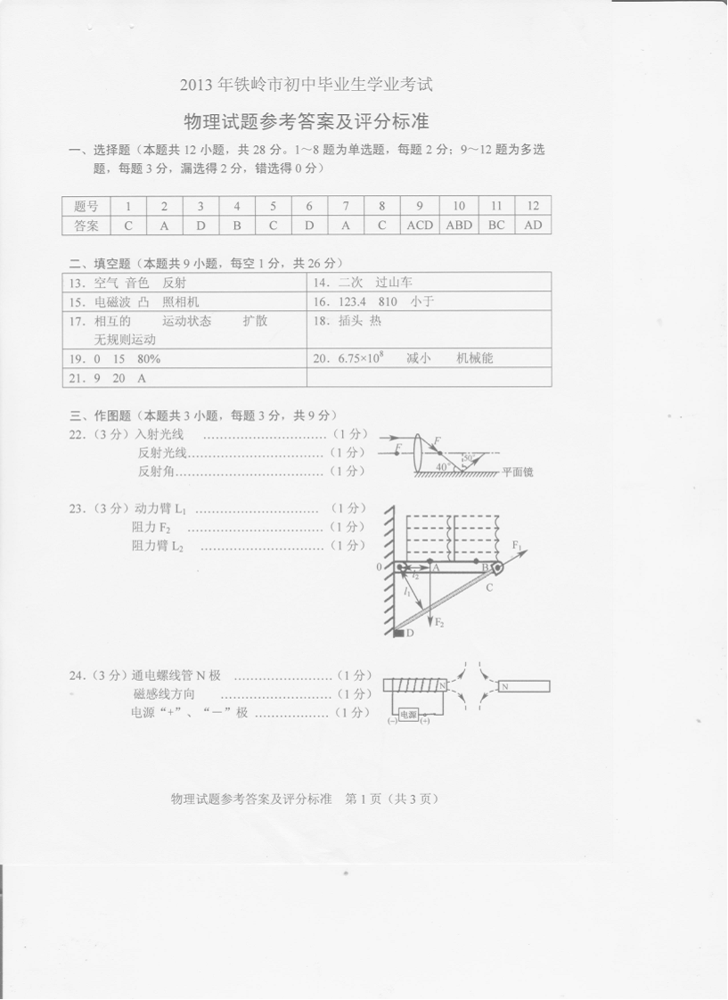 2013 年铁岭市初中毕业生学业考试
物理试题参考答案及评分标准
一、选择题（本题共 12 小题，共 28 分。1～8 题为单选题，每题 2 分；9～12 题为多选
题，每题 3 分，漏选得 2 分，错选得 0 分）
题号 1 2 3 4 5 6 7 8 9 10 11 12
答案 C A D B C D A C ACD ABD BC AD
二、填空题（本题共 9 小题，每空 1 分，共 26 分）
13．空气 音色 反射 14．二次 过山车
15．电磁波 凸 照相机 16．123.4 810 小于
17．相互的 运动状态 扩散 18．插头 热
无规则运动
19．0 15 80% 20．6.75×10⁸ 减小 机械能
21．9 20 A
三、作图题（本题共 3 小题，每题 3 分，共 9 分）
22．（3 分）入射光线 …………………………（1 分）
反射光线…………………………（1 分）
反射角……………………………（1 分）
F F 40° 50° 平面镜
23．（3 分）动力臂 L₁ ……………………… （1 分）
阻力 F₂ …………………………（1 分）
阻力臂 L₂ ………………………（1 分）
F₁
0 l₂ A B
l₁ C
F₂
D
24．（3 分）通电螺线管 N 极 …………………（1 分）
磁感线方向 ……………………（1 分）
电源“+”、“－”极 …………………（1 分）
N N
(−) 电源 (+)
物理试题参考答案及评分标准 第 1 页（共 3 页）